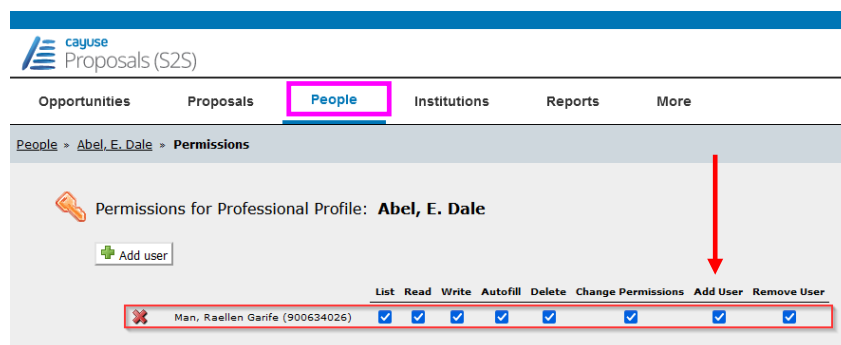 cayuse
Proposals (S2S)
Opportunities Proposals People Institutions Reports More
People » Abel, E. Dale » Permissions
Permissions for Professional Profile: Abel, E. Dale
Add user
List Read Write Autofill Delete Change Permissions Add User Remove User
Man, Raellen Garife (900634026)